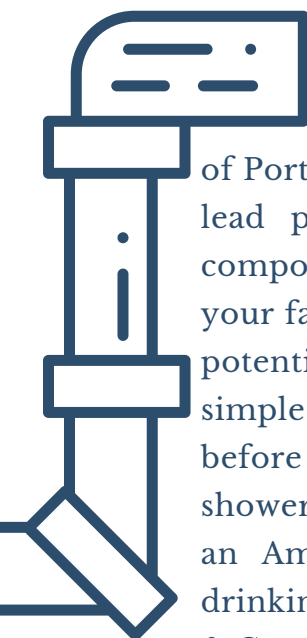 of Port
lead p
compo
your fa
potenti
simple
before
shower
an Am
drinkin